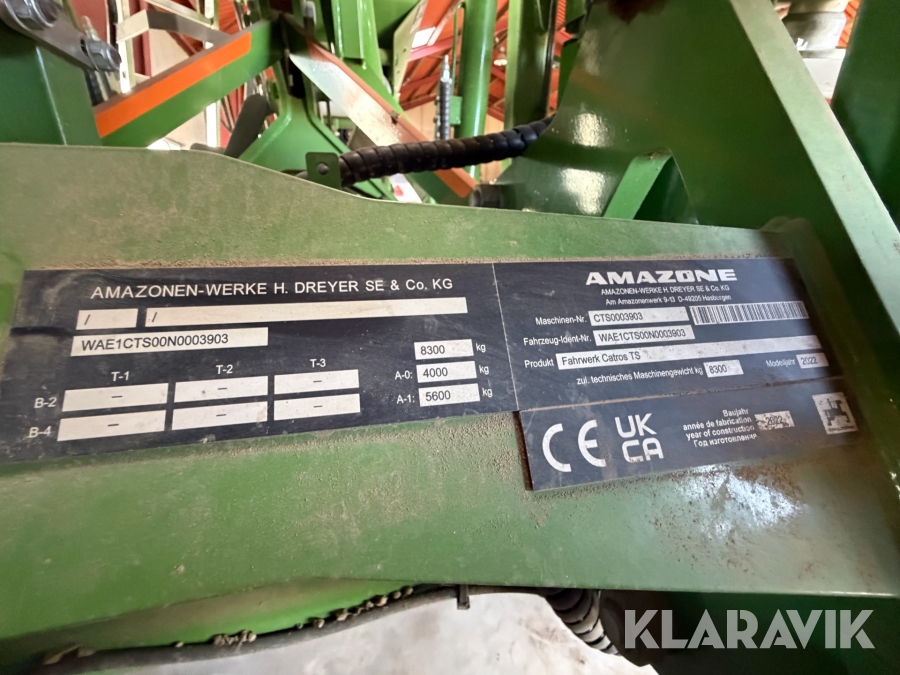 AMAZONEN-WERKE H. DREYER SE & Co. KG
/ /
WAE1CTS00N0003903
8300 kg
T-1 T-2 T-3
A-0: 4000 kg
B-2 – – –
A-1: 5600 kg
B-4 – – –
AMAZONE
AMAZONEN-WERKE H. DREYER SE & Co. KG
Am Amazonenwerk 9-13 D-49205 Hasbergen
Maschinen-Nr. CTS0003903
Fahrzeug-Ident-Nr. WAE1CTS00N0003903
Produkt Fahrwerk Catros TS
Modelljahr 2022
zul. technisches Maschinengewicht kg 8300
CE UK CA
Baujahr
année de fabrication
year of construction
Год изготовления
KLARAVIK